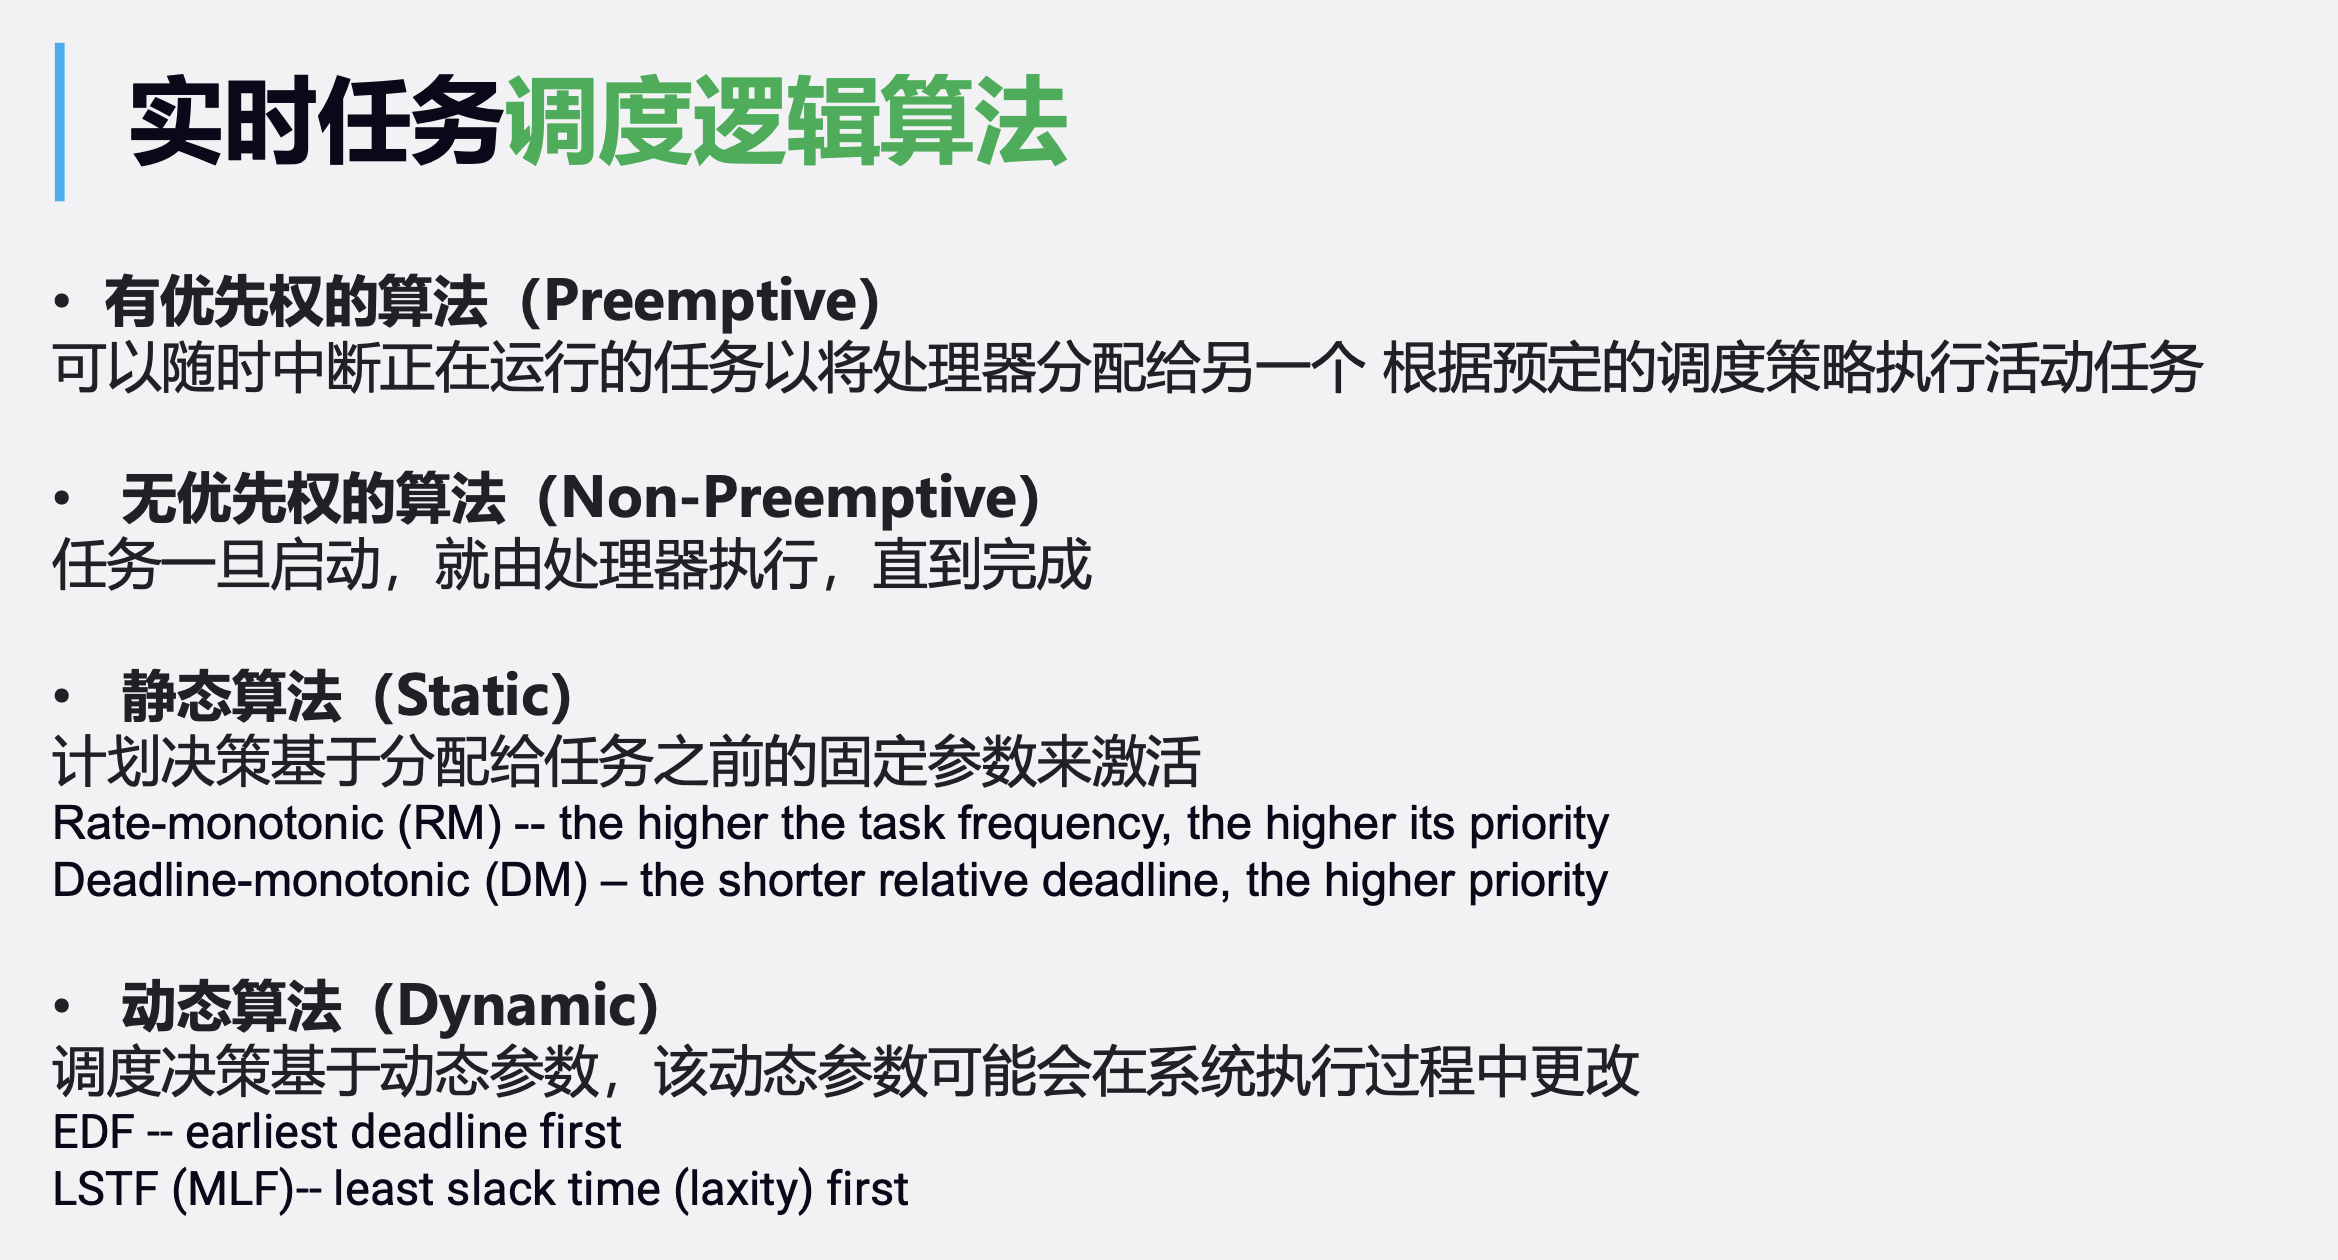 实时任务调度逻辑算法
• 有优先权的算法（Preemptive）
可以随时中断正在运行的任务以将处理器分配给另一个 根据预定的调度策略执行活动任务
• 无优先权的算法（Non-Preemptive）
任务一旦启动，就由处理器执行，直到完成
• 静态算法（Static）
计划决策基于分配给任务之前的固定参数来激活
Rate-monotonic (RM) -- the higher the task frequency, the higher its priority
Deadline-monotonic (DM) – the shorter relative deadline, the higher priority
• 动态算法（Dynamic）
调度决策基于动态参数，该动态参数可能会在系统执行过程中更改
EDF -- earliest deadline first
LSTF (MLF)-- least slack time (laxity) first